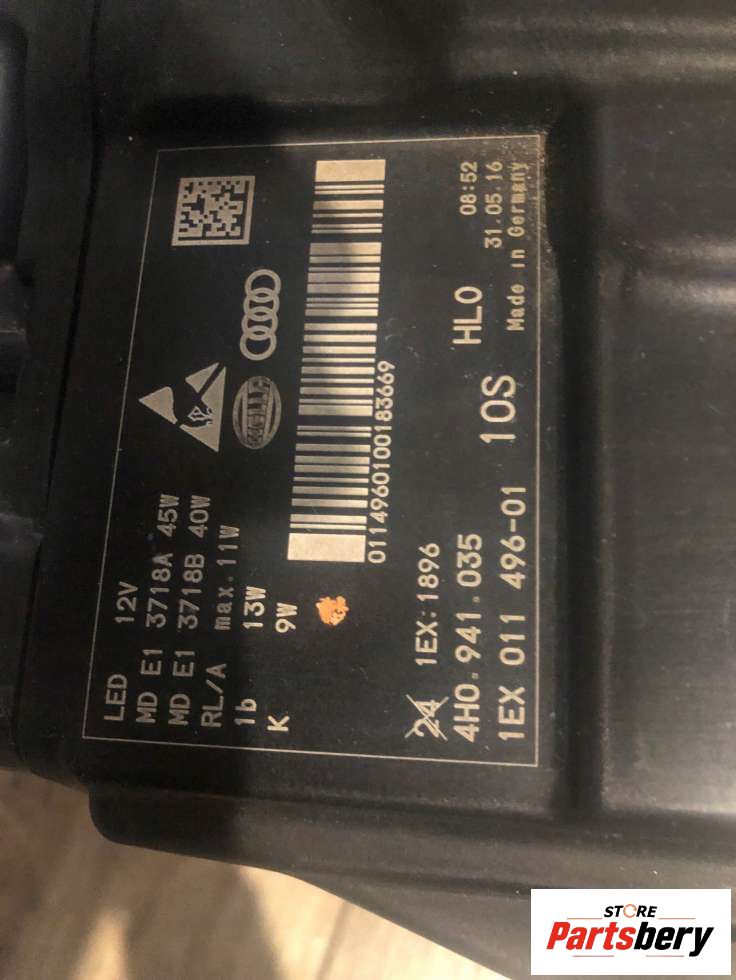 LED 12V
MD E1 3718A 45W
MD E1 3718B 40W
RL/A max.11W
1b 13W
K 9W
HELLA
0114960100183669
24 1EX:1896
4H0.941.035 HL0 08:52
31.05.16
1EX 011 496-01 10S Made in Germany
STORE
Partsbery